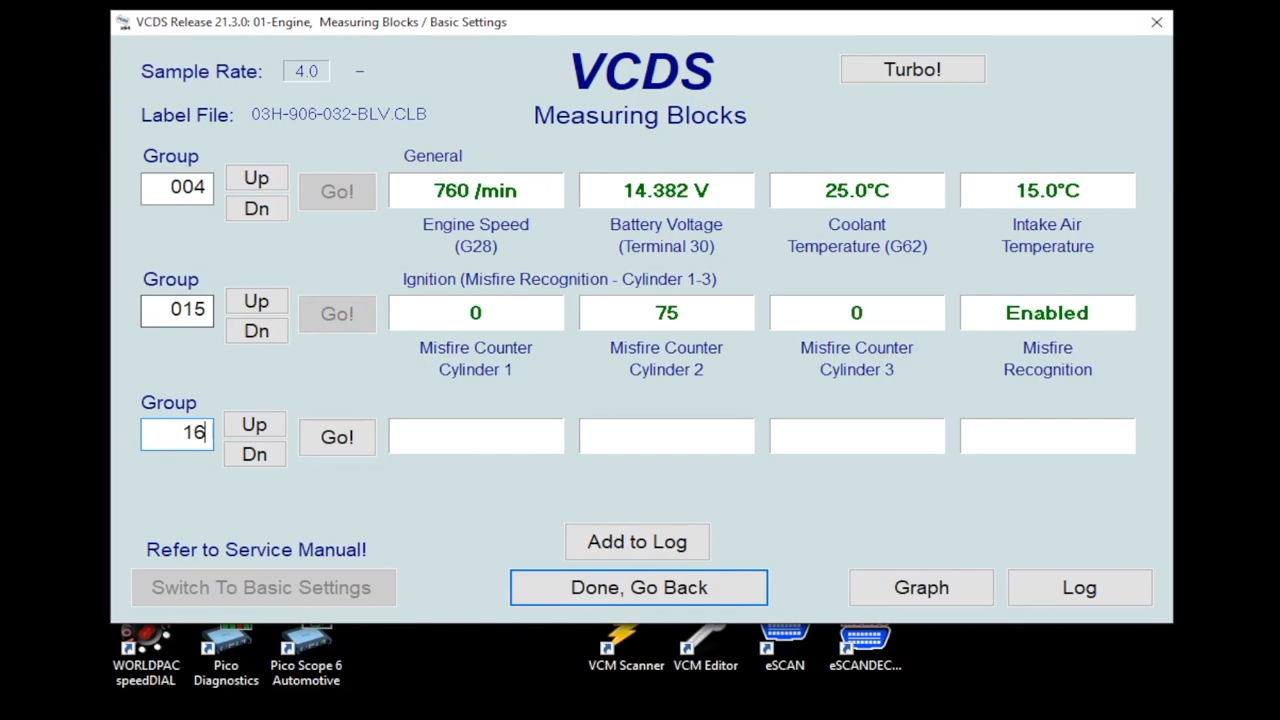 VCDS Release 21.3.0: 01-Engine, Measuring Blocks / Basic Settings
Sample Rate: 4.0 –
VCDS
Turbo!
Label File: 03H-906-032-BLV.CLB
Measuring Blocks
Group
General
004
Up
Dn
Go!
760 /min
14.382 V
25.0°C
15.0°C
Engine Speed
(G28)
Battery Voltage
(Terminal 30)
Coolant
Temperature (G62)
Intake Air
Temperature
Group
Ignition (Misfire Recognition - Cylinder 1-3)
015
Up
Dn
Go!
0
75
0
Enabled
Misfire Counter
Cylinder 1
Misfire Counter
Cylinder 2
Misfire Counter
Cylinder 3
Misfire
Recognition
Group
16
Up
Dn
Go!
Refer to Service Manual!
Switch To Basic Settings
Add to Log
Done, Go Back
Graph
Log
WORLDPAC
speedDIAL
Pico
Diagnostics
Pico Scope 6
Automotive
VCM Scanner
VCM Editor
eSCAN
eSCANDEC...